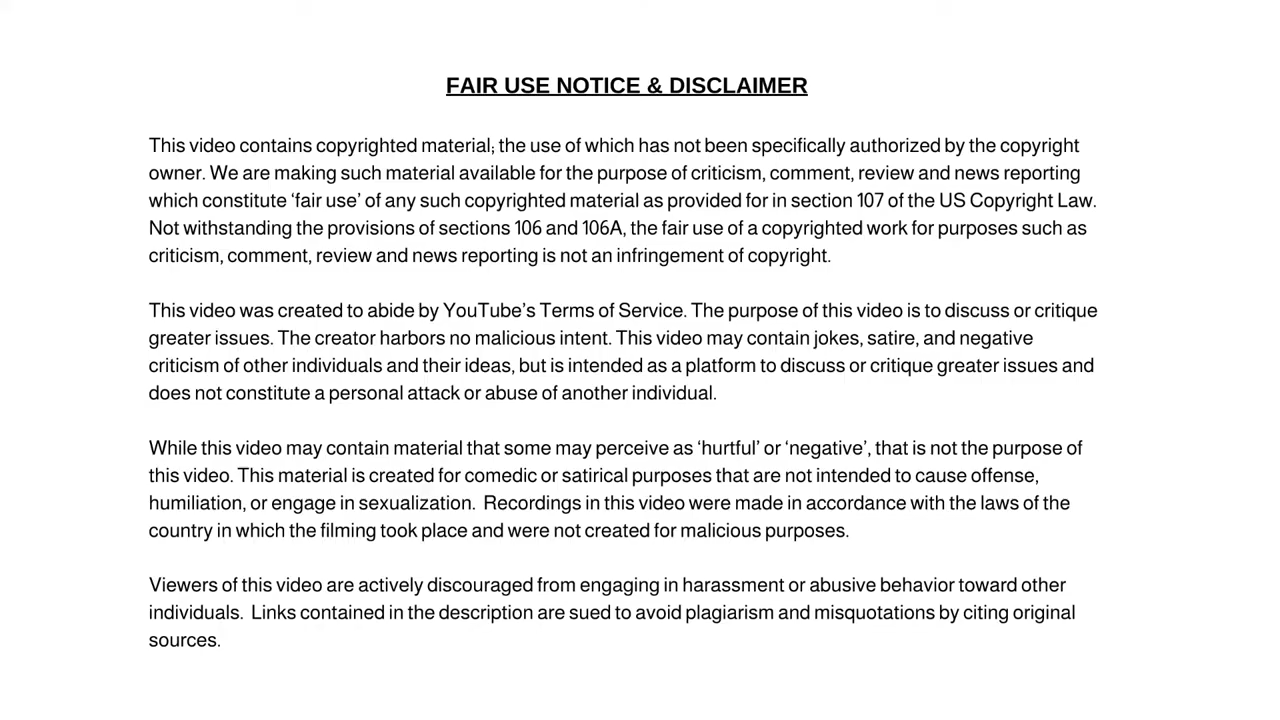 FAIR USE NOTICE & DISCLAIMER
This video contains copyrighted material; the use of which has not been specifically authorized by the copyright
owner. We are making such material available for the purpose of criticism, comment, review and news reporting
which constitute ‘fair use’ of any such copyrighted material as provided for in section 107 of the US Copyright Law.
Not withstanding the provisions of sections 106 and 106A, the fair use of a copyrighted work for purposes such as
criticism, comment, review and news reporting is not an infringement of copyright.
This video was created to abide by YouTube’s Terms of Service. The purpose of this video is to discuss or critique
greater issues. The creator harbors no malicious intent. This video may contain jokes, satire, and negative
criticism of other individuals and their ideas, but is intended as a platform to discuss or critique greater issues and
does not constitute a personal attack or abuse of another individual.
While this video may contain material that some may perceive as ‘hurtful’ or ‘negative’, that is not the purpose of
this video. This material is created for comedic or satirical purposes that are not intended to cause offense,
humiliation, or engage in sexualization.  Recordings in this video were made in accordance with the laws of the
country in which the filming took place and were not created for malicious purposes.
Viewers of this video are actively discouraged from engaging in harassment or abusive behavior toward other
individuals.  Links contained in the description are sued to avoid plagiarism and misquotations by citing original
sources.